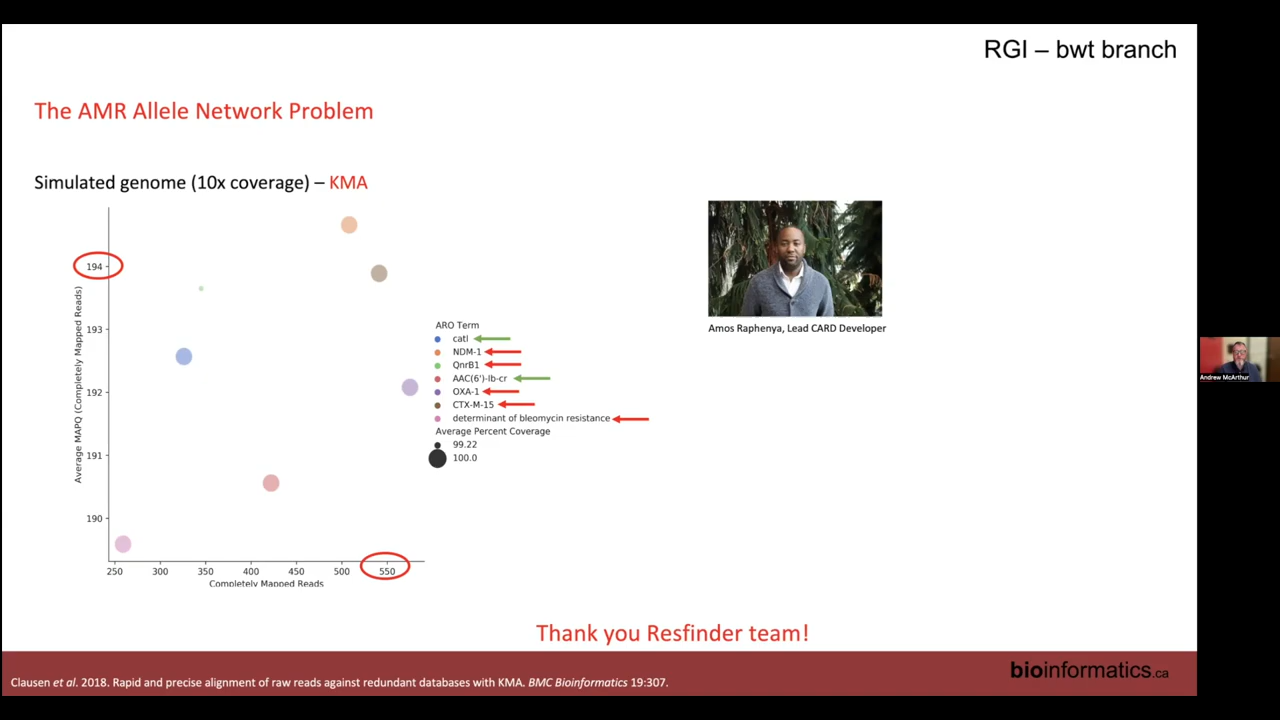 RGI – bwt branch
The AMR Allele Network Problem
Simulated genome (10x coverage) – KMA
194
193
192
191
190
Average MAPQ (Completely Mapped Reads)
250 300 350 400 450 500 550
Completely Mapped Reads
ARO Term
catI
NDM-1
QnrB1
AAC(6')-Ib-cr
OXA-1
CTX-M-15
determinant of bleomycin resistance
Average Percent Coverage
99.22
100.0
Amos Raphenya, Lead CARD Developer
Andrew McArthur
Thank you Resfinder team!
Clausen et al. 2018. Rapid and precise alignment of raw reads against redundant databases with KMA. BMC Bioinformatics 19:307.
bioinformatics.ca